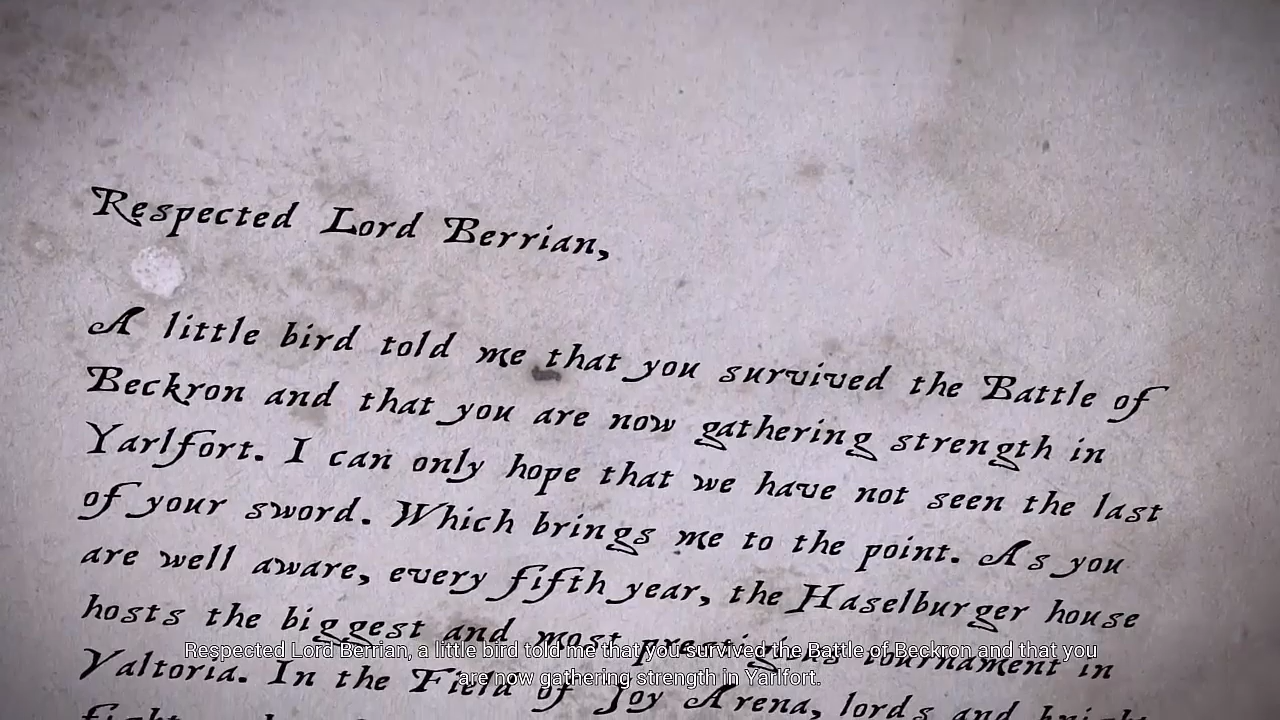 Respected Lord Berrian,
A little bird told me that you survived the Battle of
Beckron and that you are now gathering strength in
Yarlfort. I can only hope that we have not seen the last
of your sword. Which brings me to the point. As you
are well aware, every fifth year, the Haselburger house
hosts the biggest and most prestigious tournament in
Valtoria. In the Field of Joy Arena, lords and
Respected Lord Berrian, a little bird told me that you survived the Battle of Beckron and that you
are now gathering strength in Yarlfort.